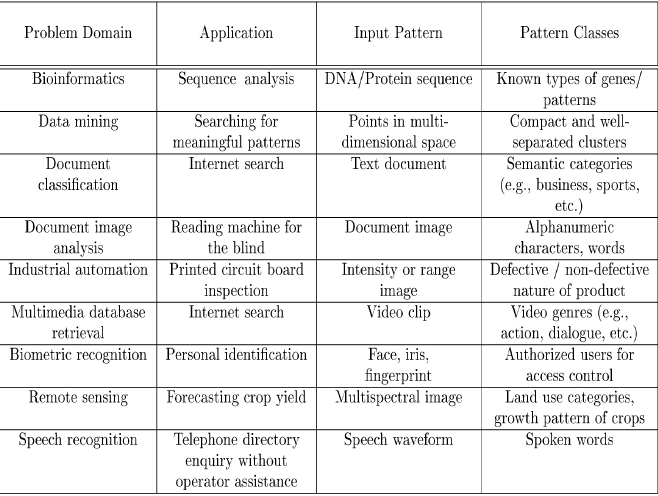 Problem Domain Application Input Pattern Pattern Classes
Bioinformatics Sequence analysis DNA/Protein sequence Known types of genes/
patterns
Data mining Searching for Points in multi- Compact and well-
meaningful patterns dimensional space separated clusters
Document Internet search Text document Semantic categories
classification (e.g., business, sports,
etc.)
Document image Reading machine for Document image Alphanumeric
analysis the blind characters, words
Industrial automation Printed circuit board Intensity or range Defective / non-defective
inspection image nature of product
Multimedia database Internet search Video clip Video genres (e.g.,
retrieval action, dialogue, etc.)
Biometric recognition Personal identification Face, iris, Authorized users for
fingerprint access control
Remote sensing Forecasting crop yield Multispectral image Land use categories,
growth pattern of crops
Speech recognition Telephone directory Speech waveform Spoken words
enquiry without
operator assistance